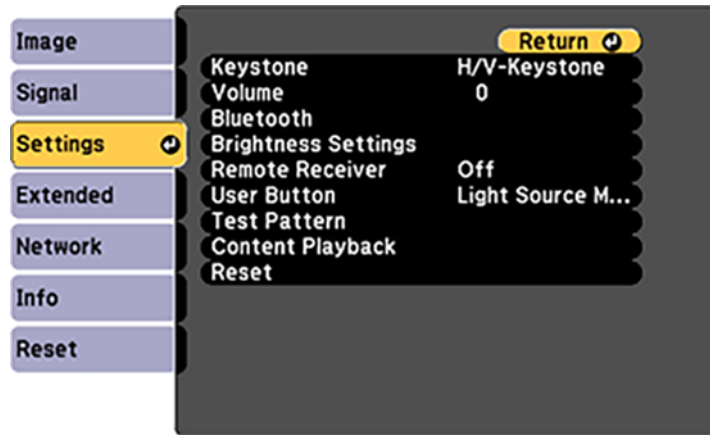 Image
Signal
Settings
Extended
Network
Info
Reset
Return
Keystone H/V-Keystone
Volume 0
Bluetooth
Brightness Settings
Remote Receiver Off
User Button Light Source M...
Test Pattern
Content Playback
Reset